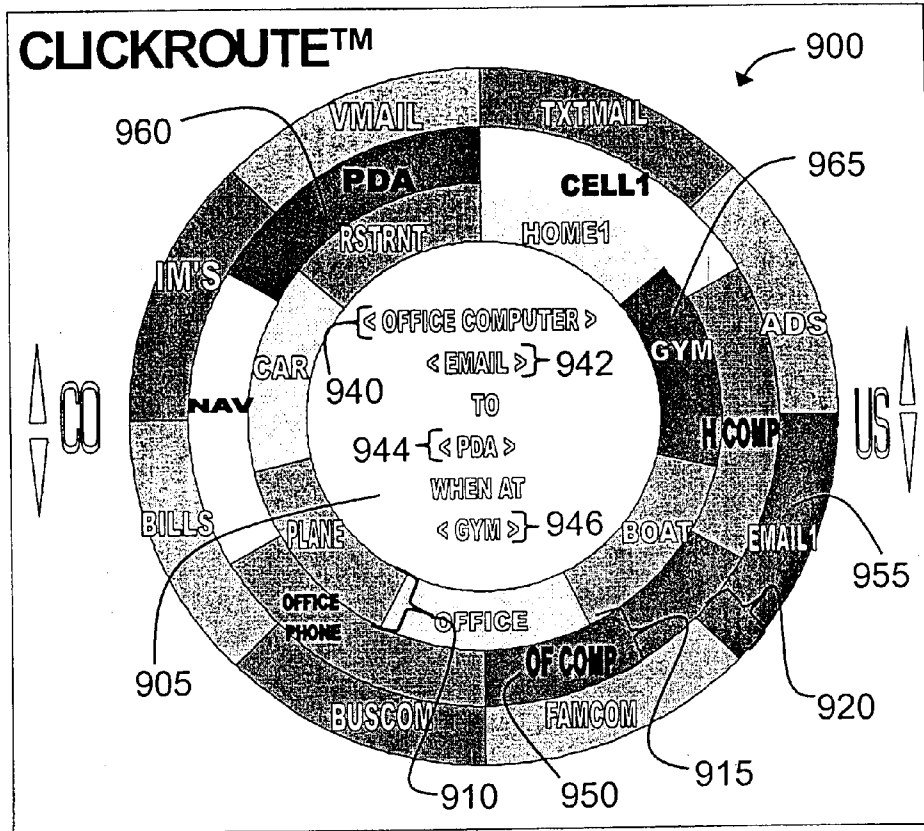 CLICKROUTE™
900
960
VMAIL
TXTMAIL
965
PDA
CELL1
RSTRNT
HOME1
IM'S
ADS
< OFFICE COMPUTER >
CAR
GYM
940
< EMAIL > 942
NAV
TO
H COMP
CO
US
944 < PDA >
WHEN AT
BILLS
PLANE
< GYM > 946
BOAT
EMAIL1
955
OFFICE
PHONE
OFFICE
905
OF COMP
920
BUSCOM
FAMCOM
910
950
915